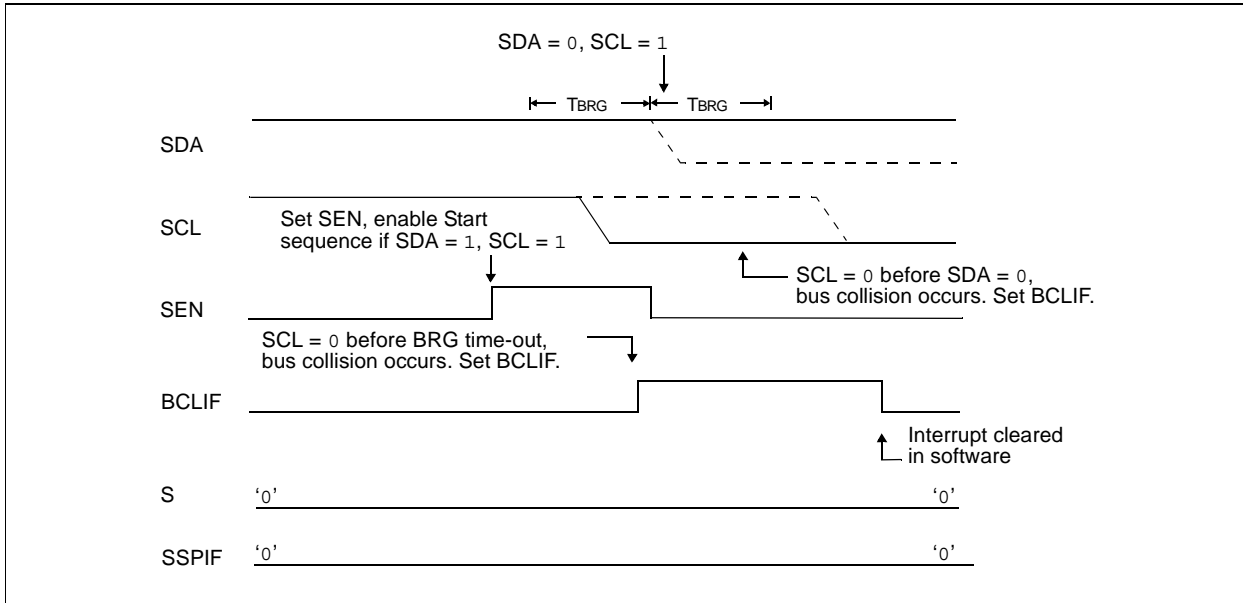 SDA = 0, SCL = 1
TBRG TBRG
SDA
SCL
Set SEN, enable Start
sequence if SDA = 1, SCL = 1
SCL = 0 before SDA = 0,
bus collision occurs. Set BCLIF.
SEN
SCL = 0 before BRG time-out,
bus collision occurs. Set BCLIF.
BCLIF
Interrupt cleared
in software
S ‘0’ ‘0’
SSPIF ‘0’ ‘0’